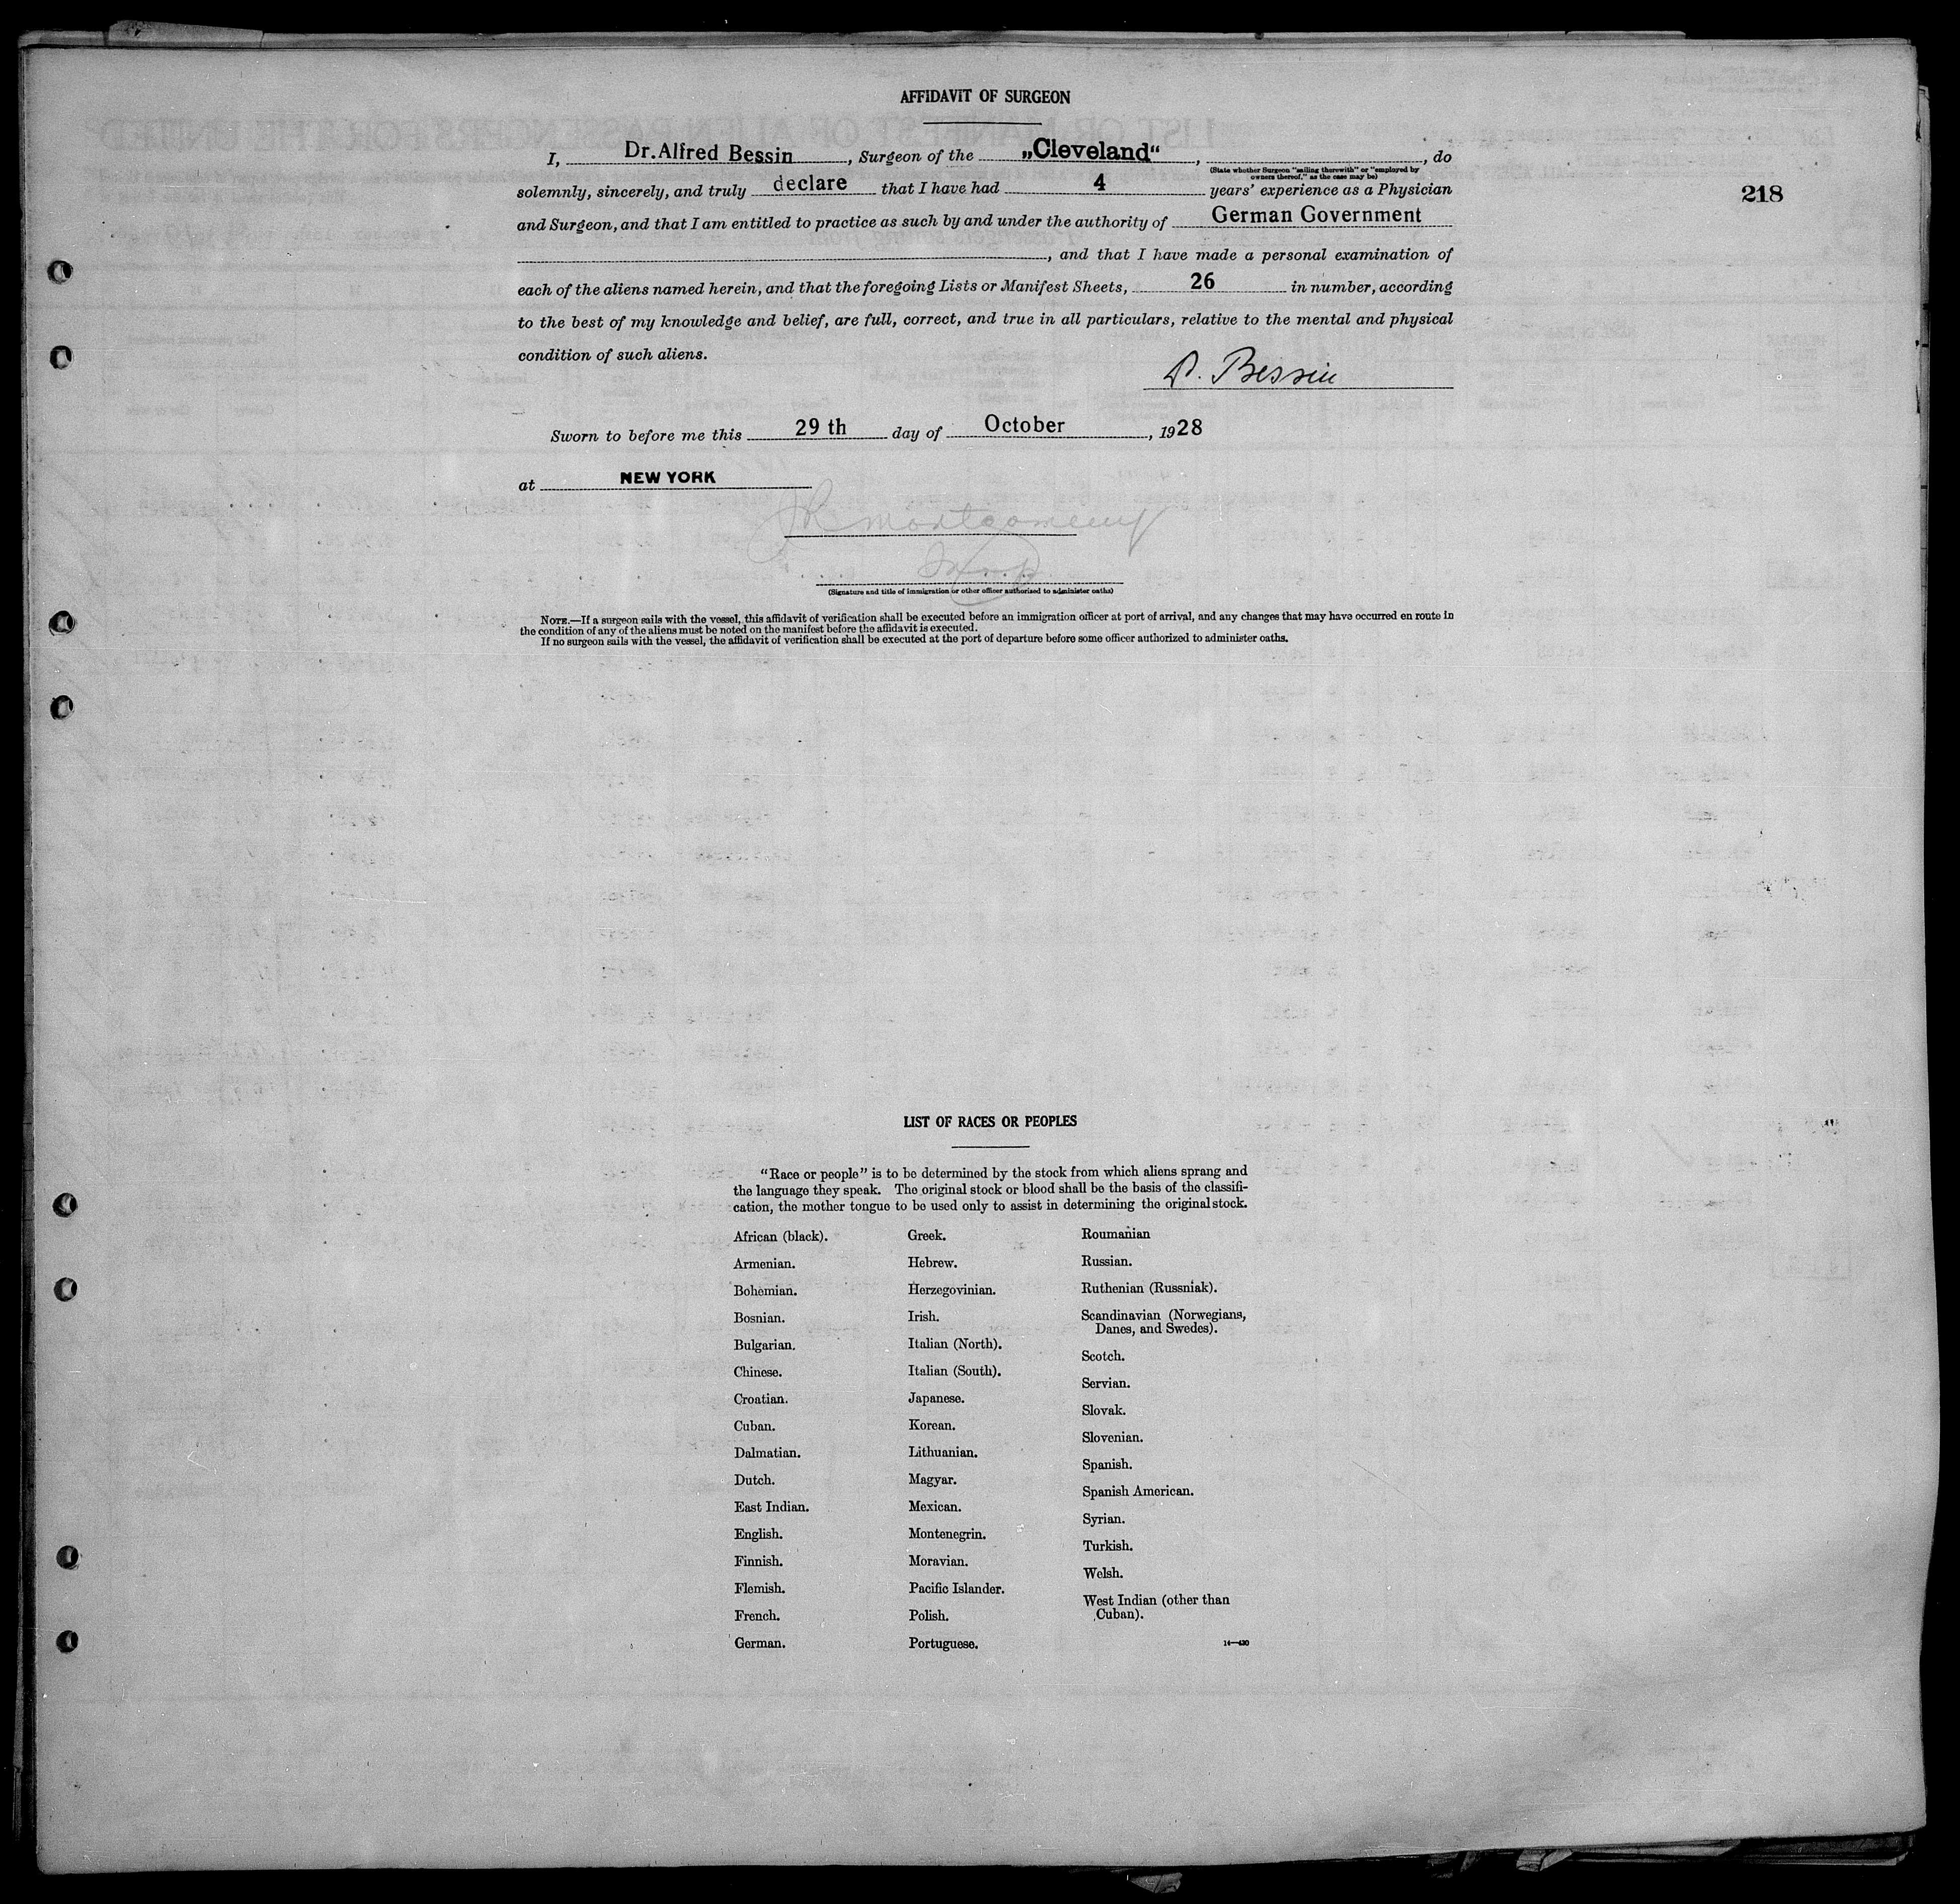 AFFIDAVIT OF SURGEON
I, Dr.Alfred Bessin, Surgeon of the „Cleveland“, , do
(State whether Surgeon "sailing therewith" or "employed by
owners thereof," as the case may be)
solemnly, sincerely, and truly declare that I have had 4 years' experience as a Physician
218
and Surgeon, and that I am entitled to practice as such by and under the authority of German Government
, and that I have made a personal examination of
each of the aliens named herein, and that the foregoing Lists or Manifest Sheets, 26 in number, according
to the best of my knowledge and belief, are full, correct, and true in all particulars, relative to the mental and physical
condition of such aliens.
Bessin
Sworn to before me this 29 th day of October, 1928
at NEW YORK
Montgomery
(Signature and title of immigration or other officer authorized to administer oaths)
NOTE.—If a surgeon sails with the vessel, this affidavit of verification shall be executed before an immigration officer at port of arrival, and any changes that may have occurred en route in
the condition of any of the aliens must be noted on the manifest before the affidavit is executed.
If no surgeon sails with the vessel, the affidavit of verification shall be executed at the port of departure before some officer authorized to administer oaths.
LIST OF RACES OR PEOPLES
"Race or people" is to be determined by the stock from which aliens sprang and
the language they speak. The original stock or blood shall be the basis of the classifi-
cation, the mother tongue to be used only to assist in determining the original stock.
African (black).
Armenian.
Bohemian.
Bosnian.
Bulgarian.
Chinese.
Croatian.
Cuban.
Dalmatian.
Dutch.
East Indian.
English.
Finnish.
Flemish.
French.
German.
Greek.
Hebrew.
Herzegovinian.
Irish.
Italian (North).
Italian (South).
Japanese.
Korean.
Lithuanian.
Magyar.
Mexican.
Montenegrin.
Moravian.
Pacific Islander.
Polish.
Portuguese.
Roumanian
Russian.
Ruthenian (Russniak).
Scandinavian (Norwegians,
Danes, and Swedes).
Scotch.
Servian.
Slovak.
Slovenian.
Spanish.
Spanish American.
Syrian.
Turkish.
Welsh.
West Indian (other than
Cuban).
14—430